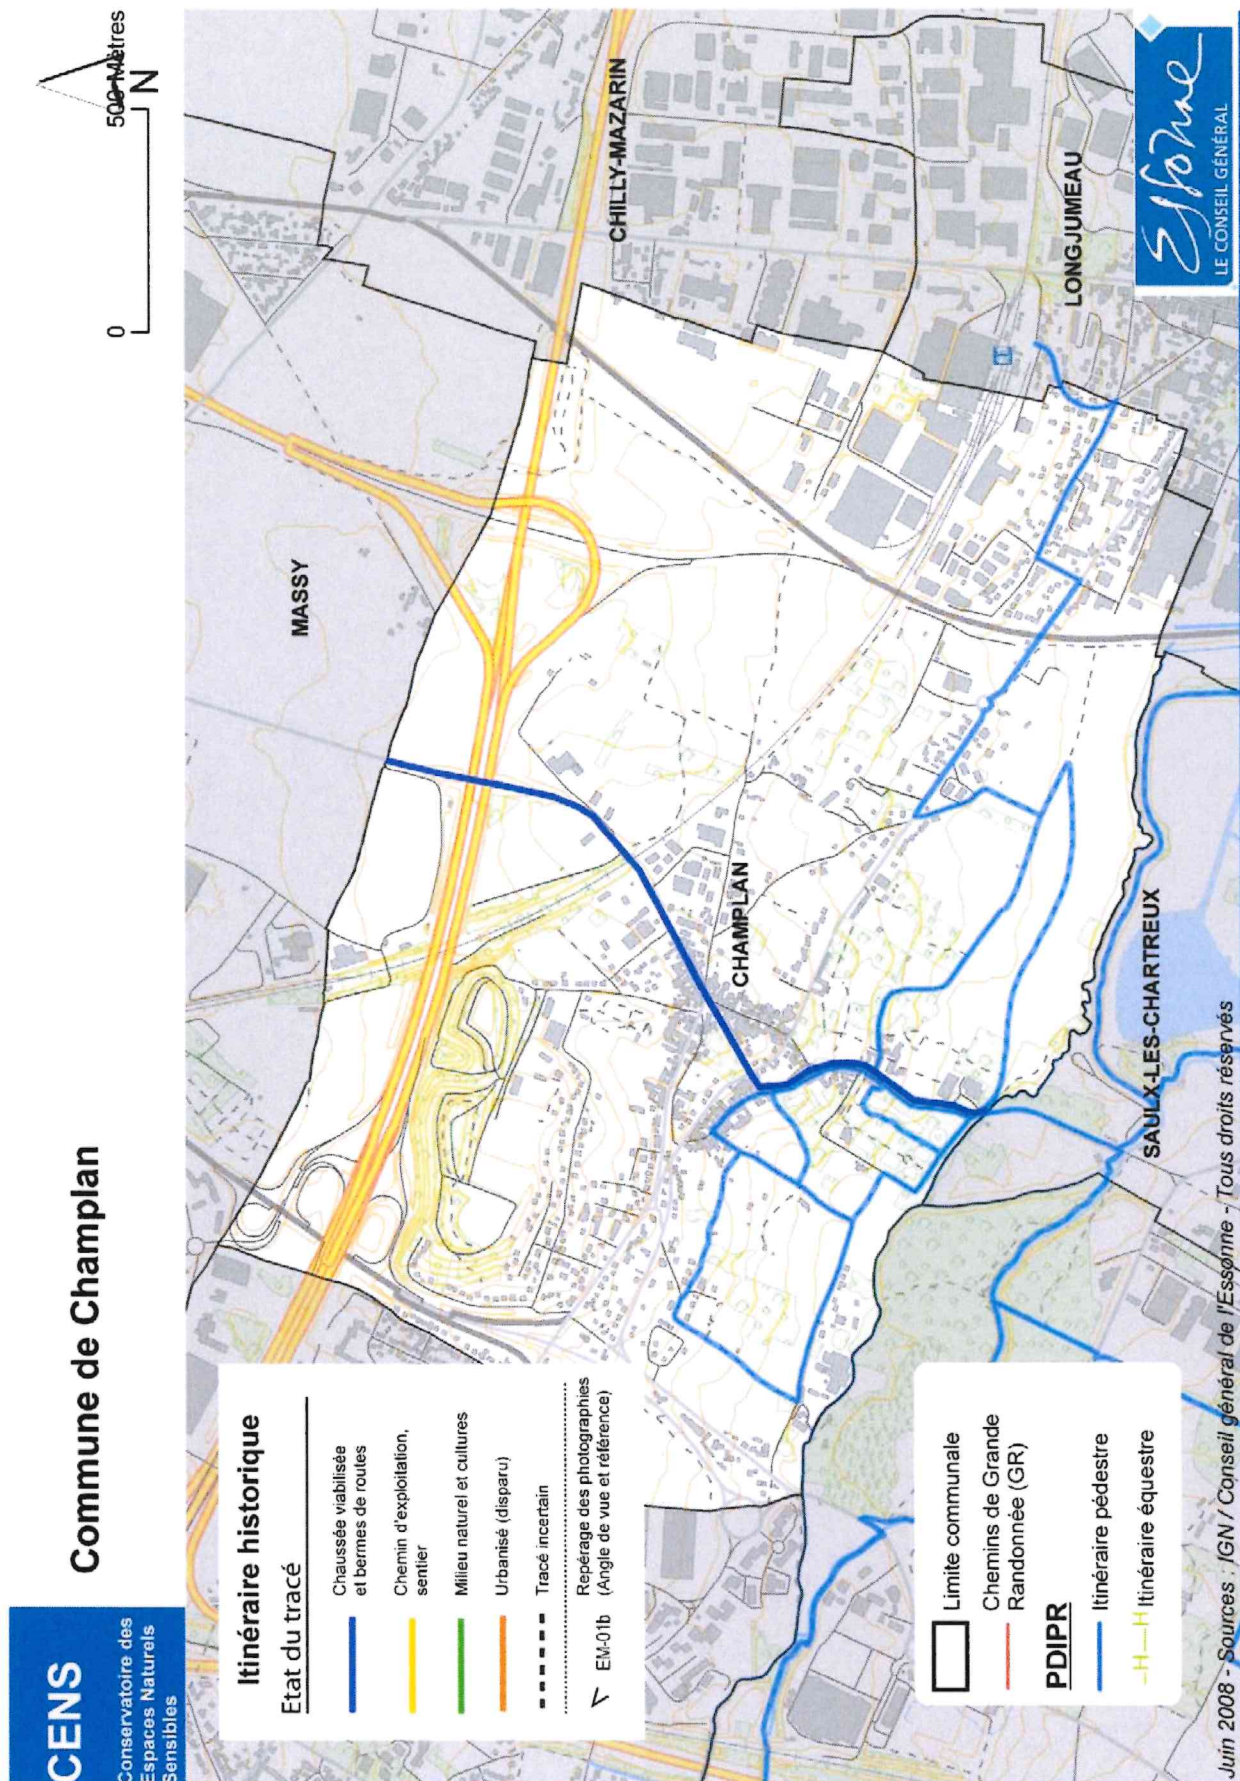 CENS
Conservatoire des
Espaces Naturels
Sensibles
Commune de Champlan
0
500 Mètres
N
Itinéraire historique
Etat du tracé
Chaussée viabilisée
et bermes de routes
Chemin d'exploitation,
sentier
Milieu naturel et cultures
Urbanisé (disparu)
Tracé incertain
Repérage des photographies
EM-01b (Angle de vue et référence)
Limite communale
Chemins de Grande
Randonnée (GR)
PDIPR
Itinéraire pédestre
H H Itinéraire équestre
MASSY
CHILLY-MAZARIN
CHAMPLAN
LONGJUMEAU
SAULX-LES-CHARTREUX
Essonne
LE CONSEIL GÉNÉRAL
Juin 2008 - Sources : IGN / Conseil général de l'Essonne - Tous droits réservés